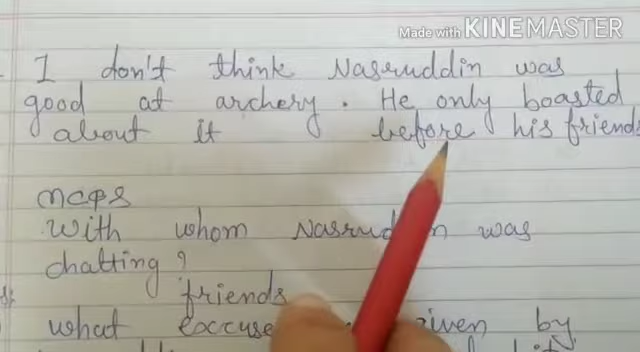 Made with KINEMASTER
I don't think Nasruddin was
good at archery. He only boasted
about it before his friends
MCQS
With whom Nasruddin was
chatting?
friends
what excuse given by